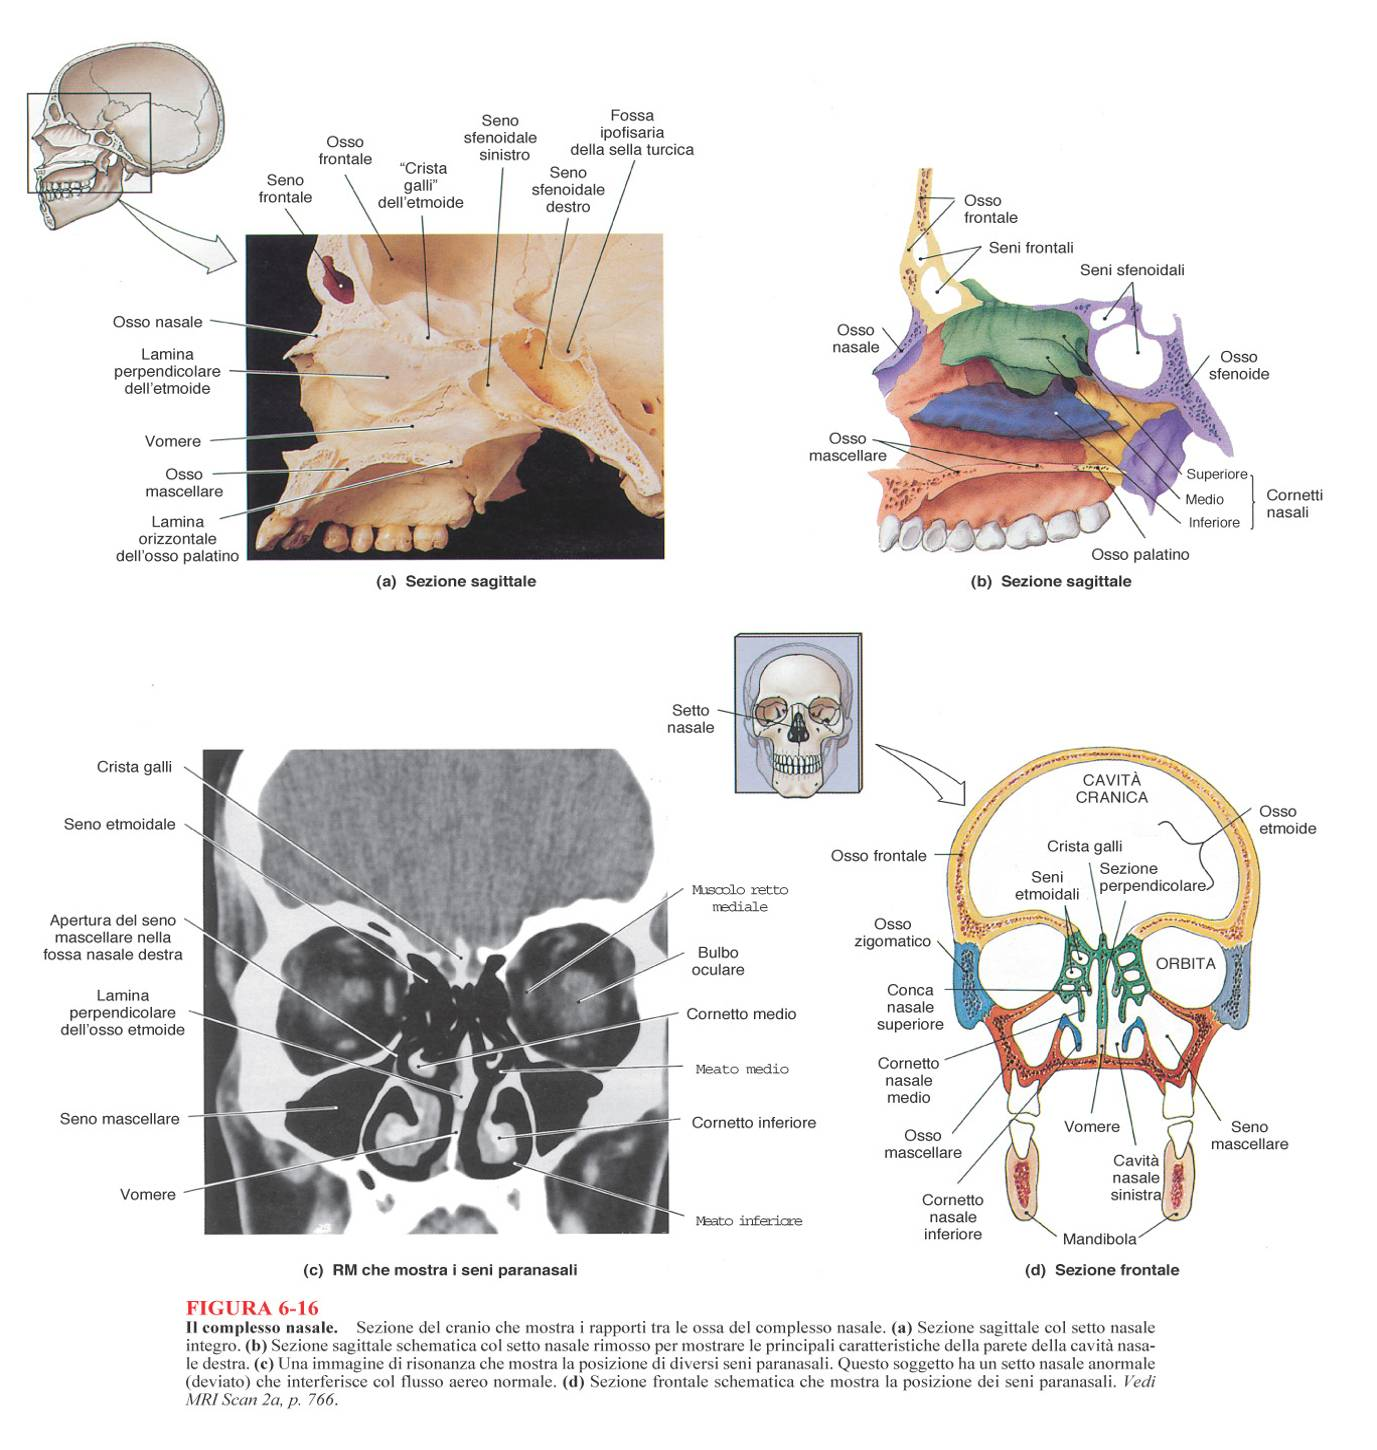 Seno
frontale
Osso
frontale
“Crista
galli”
dell’etmoide
Seno
sfenoidale
sinistro
Seno
sfenoidale
destro
Fossa
ipofisaria
della sella turcica
Osso nasale
Lamina
perpendicolare
dell’etmoide
Vomere
Osso
mascellare
Lamina
orizzontale
dell’osso palatino
(a) Sezione sagittale
Osso
frontale
Seni frontali
Seni sfenoidali
Osso
nasale
Osso
sfenoide
Osso
mascellare
Superiore
Medio
Inferiore
Cornetti
nasali
Osso palatino
(b) Sezione sagittale
Setto
nasale
Crista galli
Seno etmoidale
Apertura del seno
mascellare nella
fossa nasale destra
Lamina
perpendicolare
dell’osso etmoide
Seno mascellare
Vomere
Muscolo retto
mediale
Bulbo
oculare
Cornetto medio
Meato medio
Cornetto inferiore
Meato inferiore
(c) RM che mostra i seni paranasali
CAVITÀ
CRANICA
Osso
etmoide
Osso frontale
Crista galli
Seni
etmoidali
Sezione
perpendicolare
Osso
zigomatico
ORBITA
Conca
nasale
superiore
Cornetto
nasale
medio
Osso
mascellare
Cornetto
nasale
inferiore
Vomere
Cavità
nasale
sinistra
Seno
mascellare
Mandibola
(d) Sezione frontale
FIGURA 6-16
Il complesso nasale. Sezione del cranio che mostra i rapporti tra le ossa del complesso nasale. (a) Sezione sagittale col setto nasale
integro. (b) Sezione sagittale schematica col setto nasale rimosso per mostrare le principali caratteristiche della parete della cavità nasa-
le destra. (c) Una immagine di risonanza che mostra la posizione di diversi seni paranasali. Questo soggetto ha un setto nasale anormale
(deviato) che interferisce col flusso aereo normale. (d) Sezione frontale schematica che mostra la posizione dei seni paranasali. Vedi
MRI Scan 2a, p. 766.